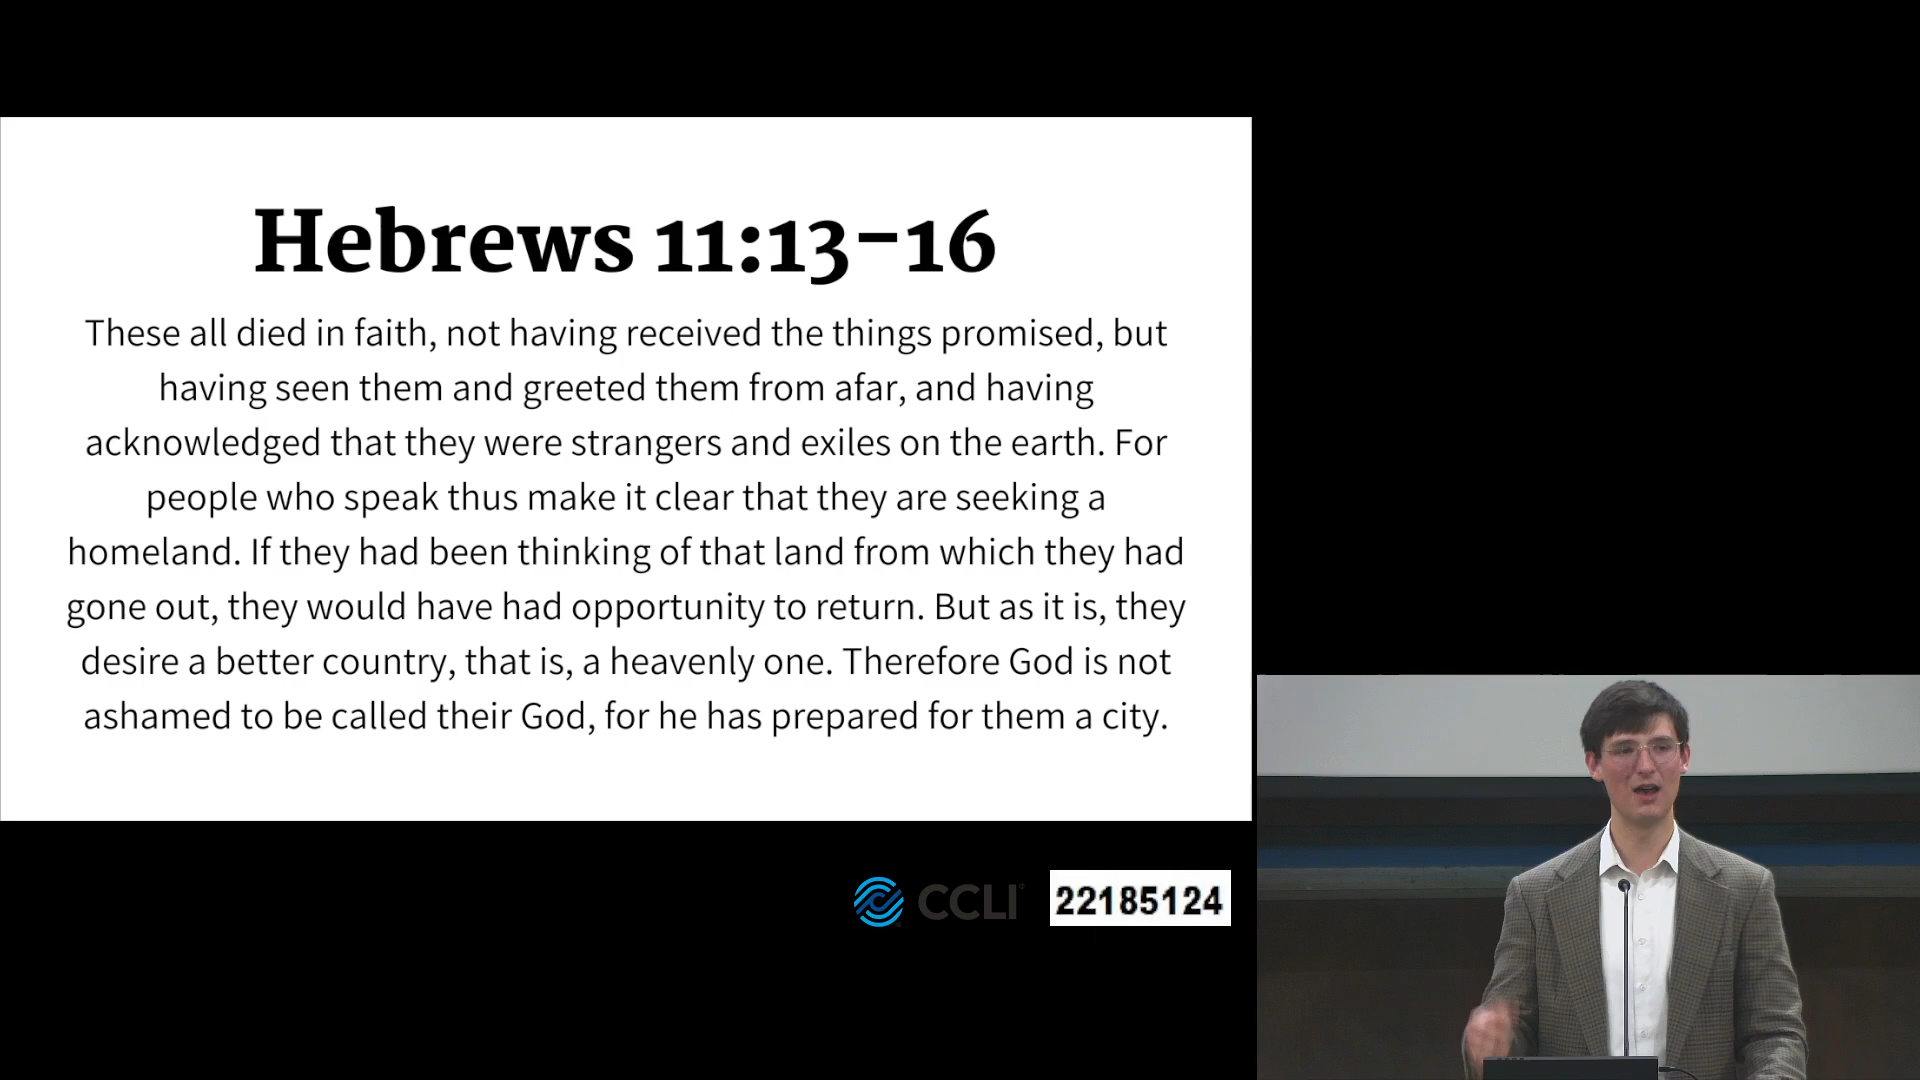 Hebrews 11:13–16
These all died in faith, not having received the things promised, but
having seen them and greeted them from afar, and having
acknowledged that they were strangers and exiles on the earth. For
people who speak thus make it clear that they are seeking a
homeland. If they had been thinking of that land from which they had
gone out, they would have had opportunity to return. But as it is, they
desire a better country, that is, a heavenly one. Therefore God is not
ashamed to be called their God, for he has prepared for them a city.
CCLI® 22185124